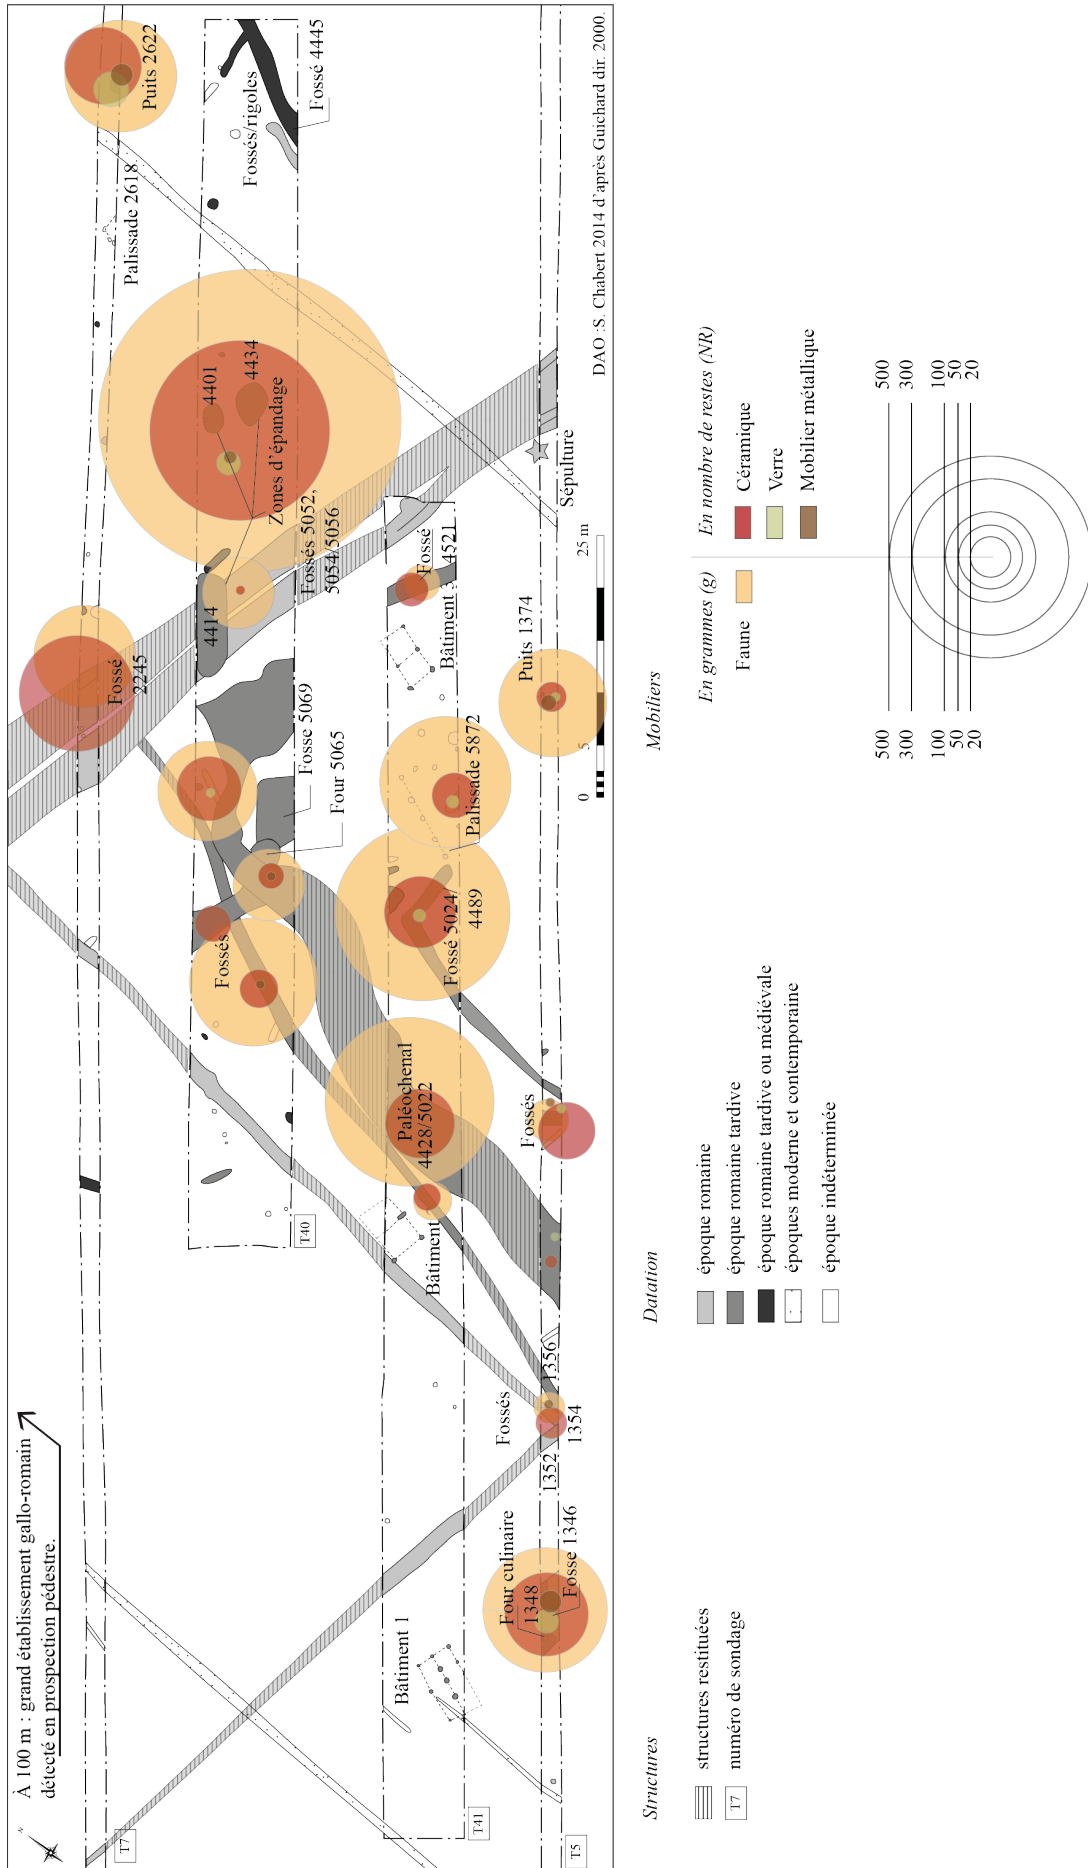 À 100 m : grand établissement gallo-romain
détecté en prospection pédestre.
N
T7
T40
T41
T5
Puits 2622
Palissade 2618
Fossés/rigoles
Fossé 4445
4401
4434
Zones d'épandage
4414
Fossés 5052,
5054/5056
Fossé
2245
Sépulture
Fossé
4521
Bâtiment 3
Puits 1374
Fosse 5069
Four 5065
Palissade 5872
Fossé 5024
4489
Fossés
Paléochenal
4428/5022
Fossés
Bâtiment
1356
Fossés
1354
1352
Four culinaire
1348
Fosse 1346
Bâtiment 1
0
5
25 m
DAO :S. Chabert 2014 d'après Guichard dir. 2000.
Structures
structures restituées
T7
numéro de sondage
Datation
époque romaine
époque romaine tardive
époque romaine tardive ou médiévale
époques moderne et contemporaine
époque indéterminée
Mobiliers
En grammes (g)
Faune
En nombre de restes (NR)
Céramique
Verre
Mobilier métallique
500
300
100
50
20
500
300
100
50
20